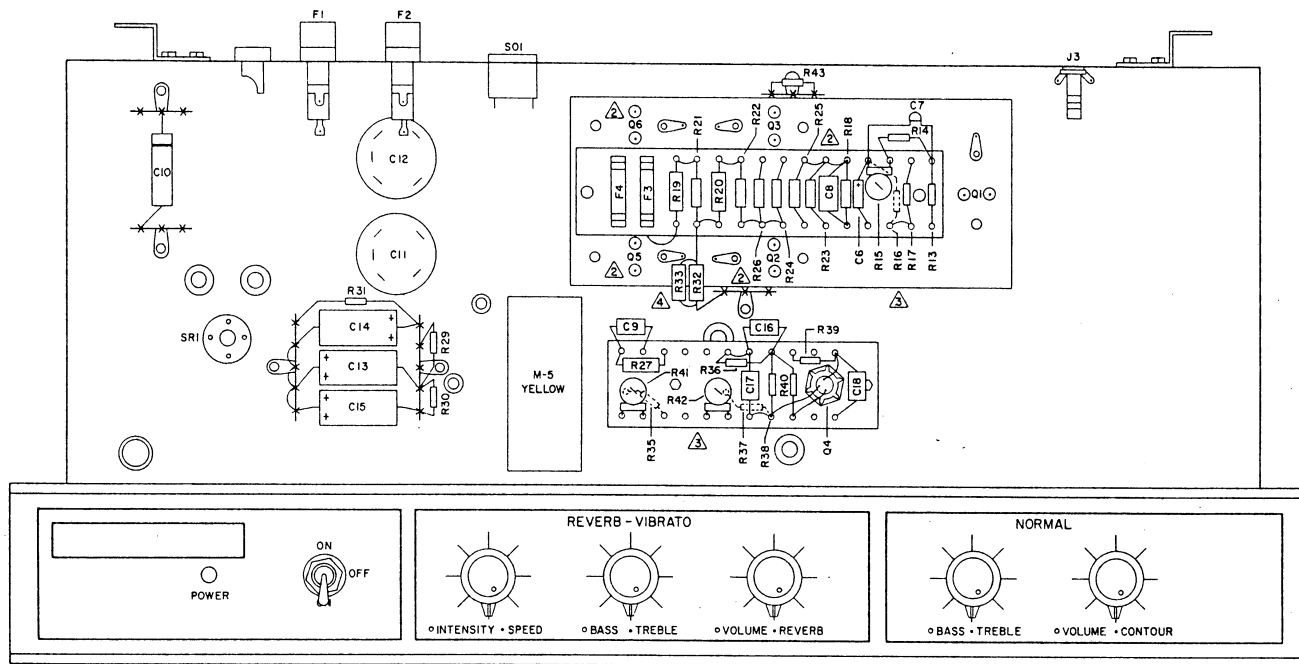 F1
F2
SO1
R43
J3
C7
R14
Q6
R21
Q3
R22
R25
R18
2
2
C10
C12
F4
F3
R19
R20
C8
Q1
C11
Q5
Q2
2
2
R33
R32
R26
R24
R23
C6
R15
R16
R17
R13
4
3
R31
C14
R29
SR1
C13
C15
R30
M-5
YELLOW
C9
C16
R39
R27
R36
R41
R42
C17
R40
C18
R35
3
R37
R38
Q4
ON
OFF
POWER
REVERB - VIBRATO
INTENSITY • SPEED
BASS • TREBLE
VOLUME • REVERB
NORMAL
BASS • TREBLE
VOLUME • CONTOUR